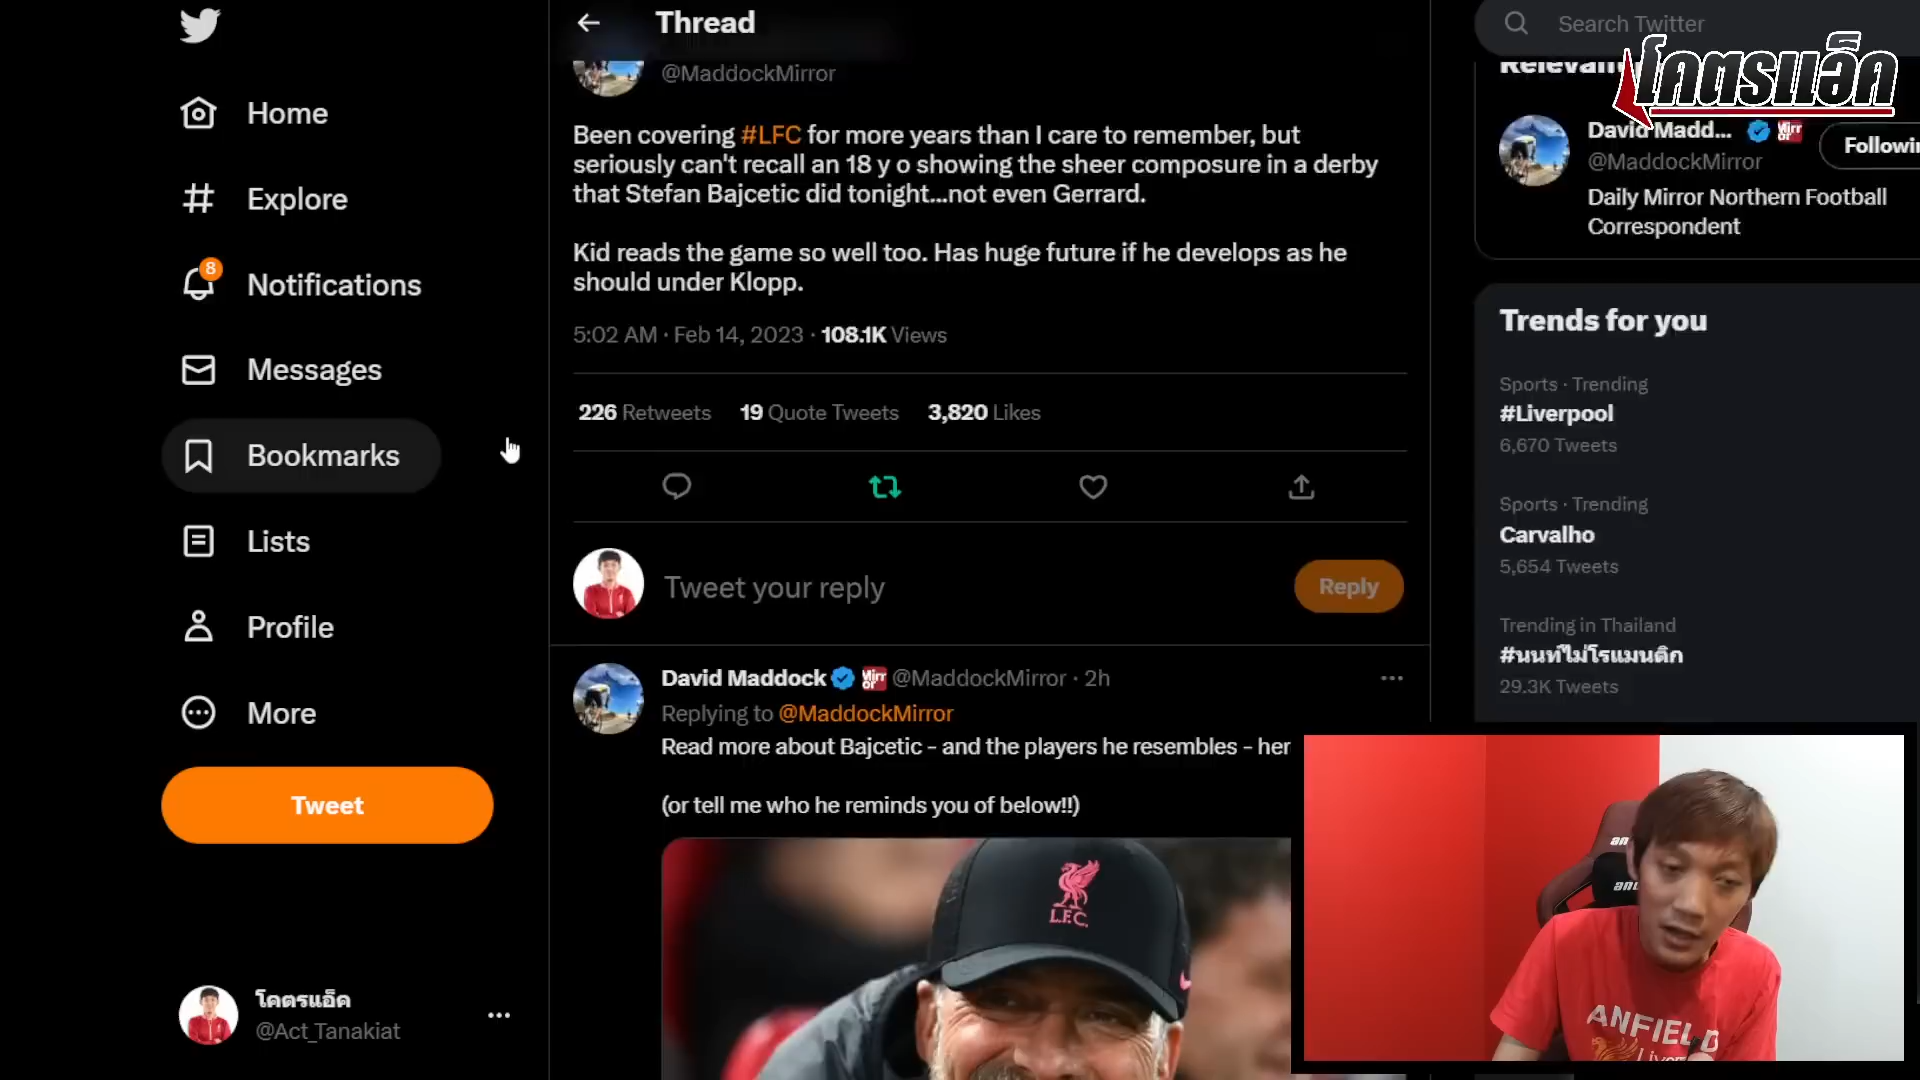 Thread
Search Twitter
โคตรแอ็ค
@MaddockMirror
Home
Explore
8
Notifications
Messages
Bookmarks
Lists
Profile
More
Tweet
โคตรแอ็ค
@Act_Tanakiat
Been covering #LFC for more years than I care to remember, but
seriously can't recall an 18 y o showing the sheer composure in a derby
that Stefan Bajcetic did tonight...not even Gerrard.
Kid reads the game so well too. Has huge future if he develops as he
should under Klopp.
5:02 AM · Feb 14, 2023 · 108.1K Views
226 Retweets 19 Quote Tweets 3,820 Likes
Tweet your reply
Reply
David Maddock Mirror @MaddockMirror · 2h
Replying to @MaddockMirror
Read more about Bajcetic - and the players he resembles - her
(or tell me who he reminds you of below!!)
L.F.C.
David Madd... Mirror
@MaddockMirror
Followin
Daily Mirror Northern Football
Correspondent
Trends for you
Sports · Trending
#Liverpool
6,670 Tweets
Sports · Trending
Carvalho
5,654 Tweets
Trending in Thailand
#นนท์ไม่โรแมนติก
29.3K Tweets
ANFIELD